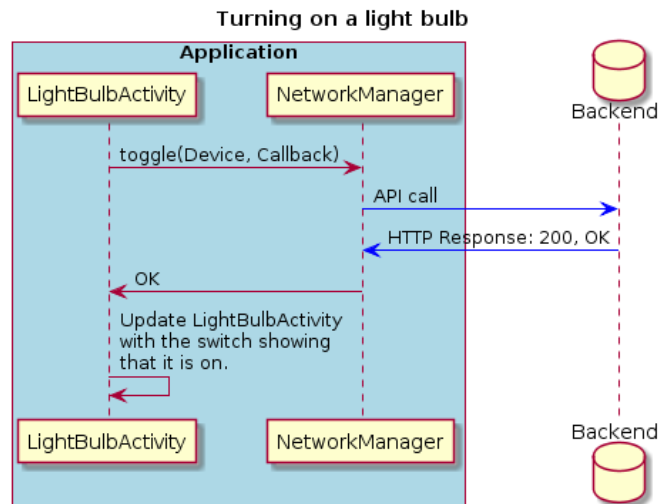 Turning on a light bulb
Application
LightBulbActivity
NetworkManager
Backend
toggle(Device, Callback)
API call
HTTP Response: 200, OK
OK
Update LightBulbActivity
with the switch showing
that it is on.
LightBulbActivity
NetworkManager
Backend